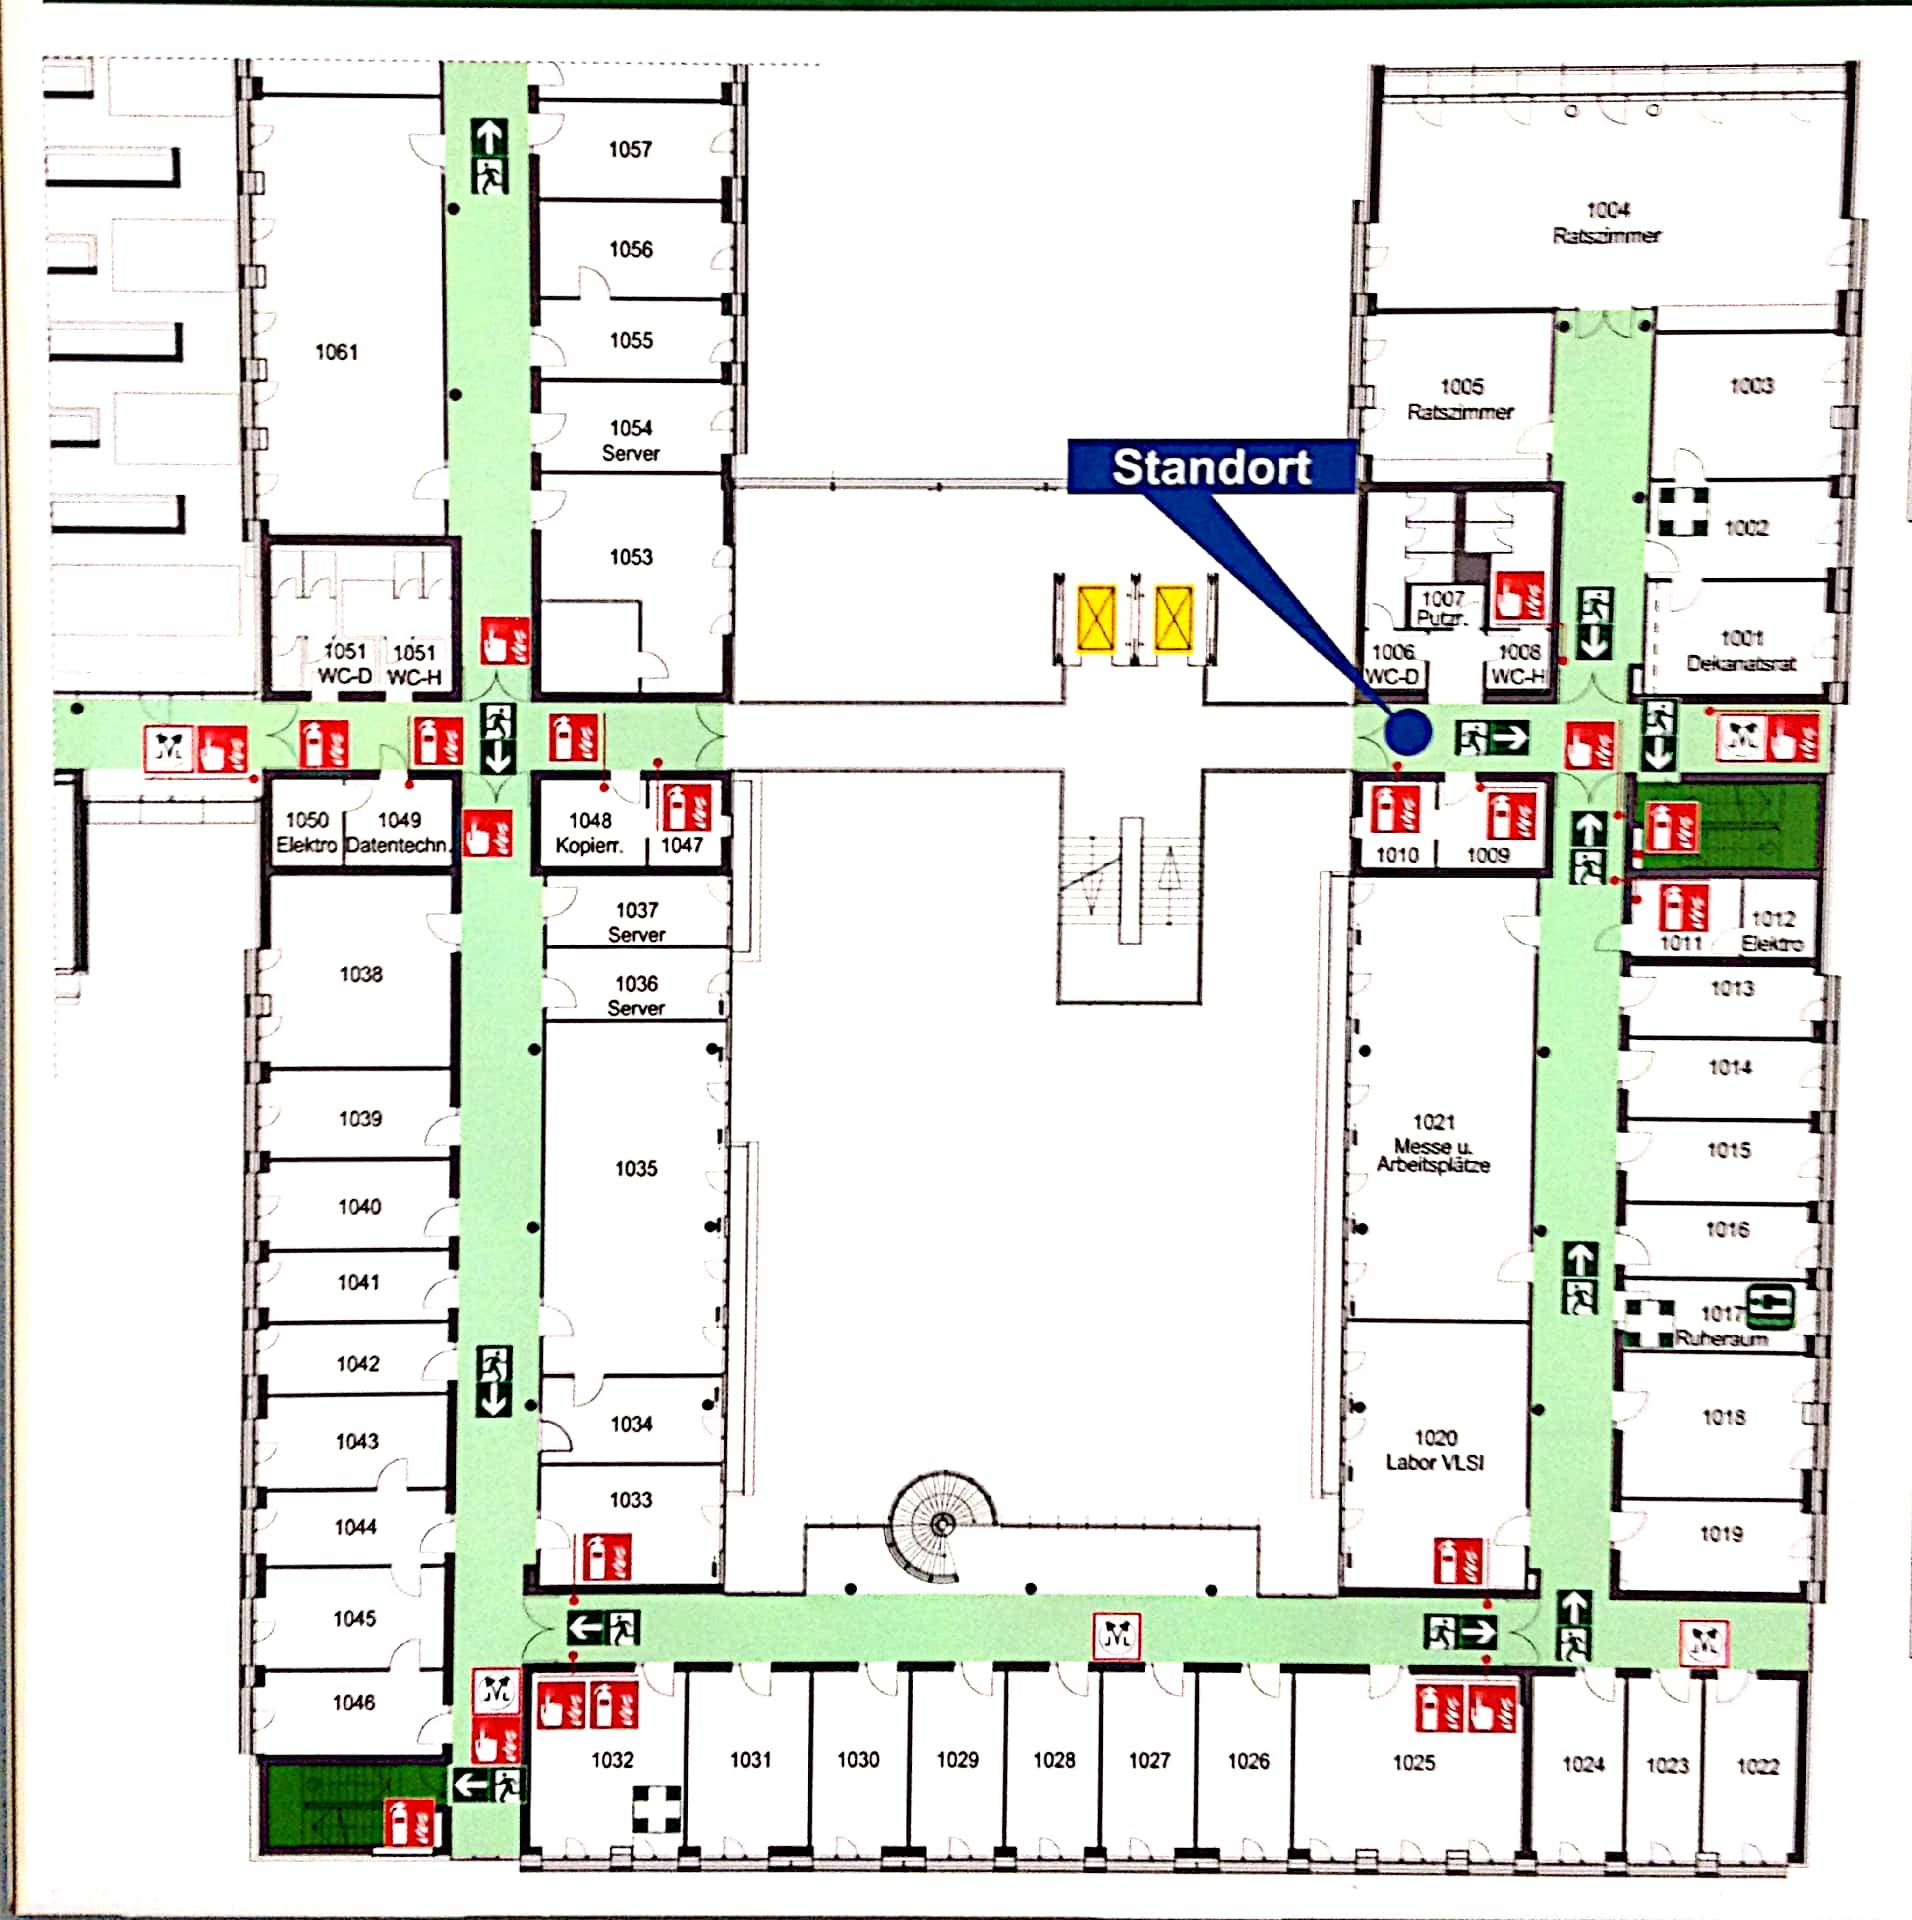 1057
1004
Ratszimmer
1056
1055
1061
1005
Ratszimmer
1003
1054
Server
Standort
1002
1053
1007
Putzr.
1051
WC-D
1051
WC-H
1006
WC-D
1008
WC-H
1001
Dekanatsrat
1050
Elektro
1049
Datentechn.
1048
Kopierr.
1047
1010
1009
1037
Server
1011
1012
Elektro
1038
1036
Server
1013
1014
1039
1035
1021
Messe u.
Arbeitsplätze
1015
1040
1016
1041
1017
Ruheraum
1042
1034
1018
1043
1020
Labor VLSI
1033
1044
1019
1045
1046
1032
1031
1030
1029
1028
1027
1026
1025
1024
1023
1022